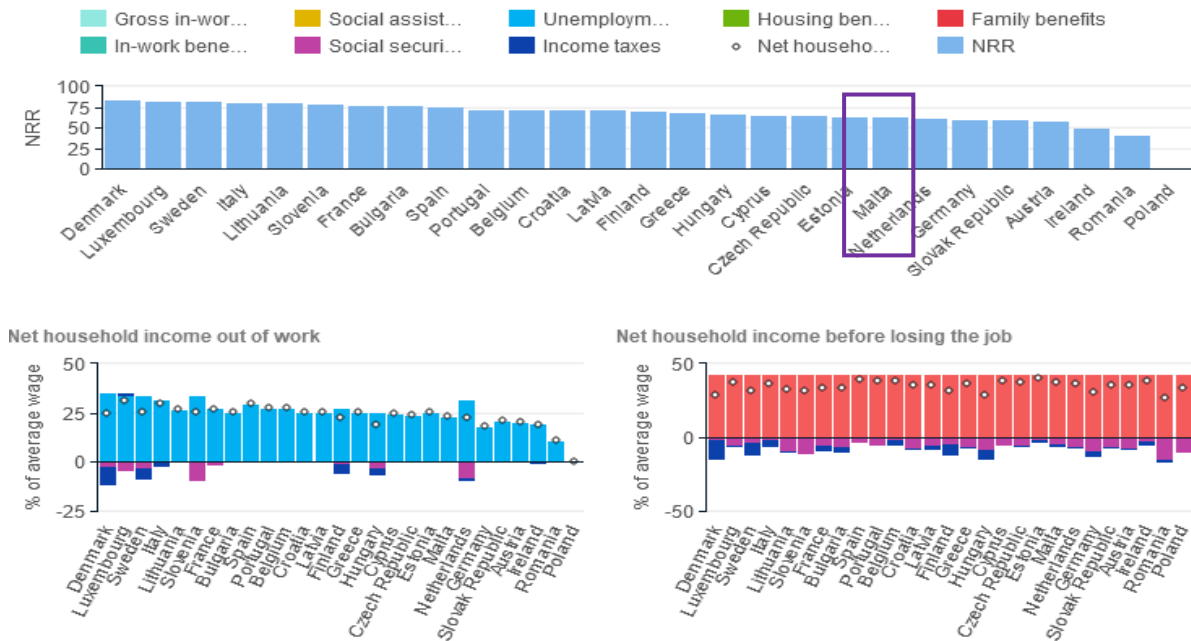 Gross in-wor... Social assist... Unemploym... Housing ben... Family benefits
In-work bene... Social securi... Income taxes Net househo... NRR
NRR
100
75
50
25
0
Denmark Luxembourg Sweden Italy Lithuania Slovenia France Bulgaria Spain Portugal Belgium Croatia Latvia Finland Greece Hungary Cyprus Czech Republic Estonia Malta Netherlands Germany Slovak Republic Austria Ireland Romania Poland
Net household income out of work
% of average wage
50
25
0
-25
Denmark Luxembourg Sweden Italy Lithuania Slovenia France Bulgaria Spain Portugal Belgium Croatia Latvia Finland Greece Hungary Cyprus Czech Republic Estonia Malta Netherlands Germany Slovak Republic Austria Ireland Romania Poland
Net household income before losing the job
% of average wage
50
0
-50
Denmark Luxembourg Sweden Italy Lithuania Slovenia France Bulgaria Spain Portugal Belgium Croatia Latvia Finland Greece Hungary Cyprus Czech Republic Estonia Malta Netherlands Germany Slovak Republic Austria Ireland Romania Poland